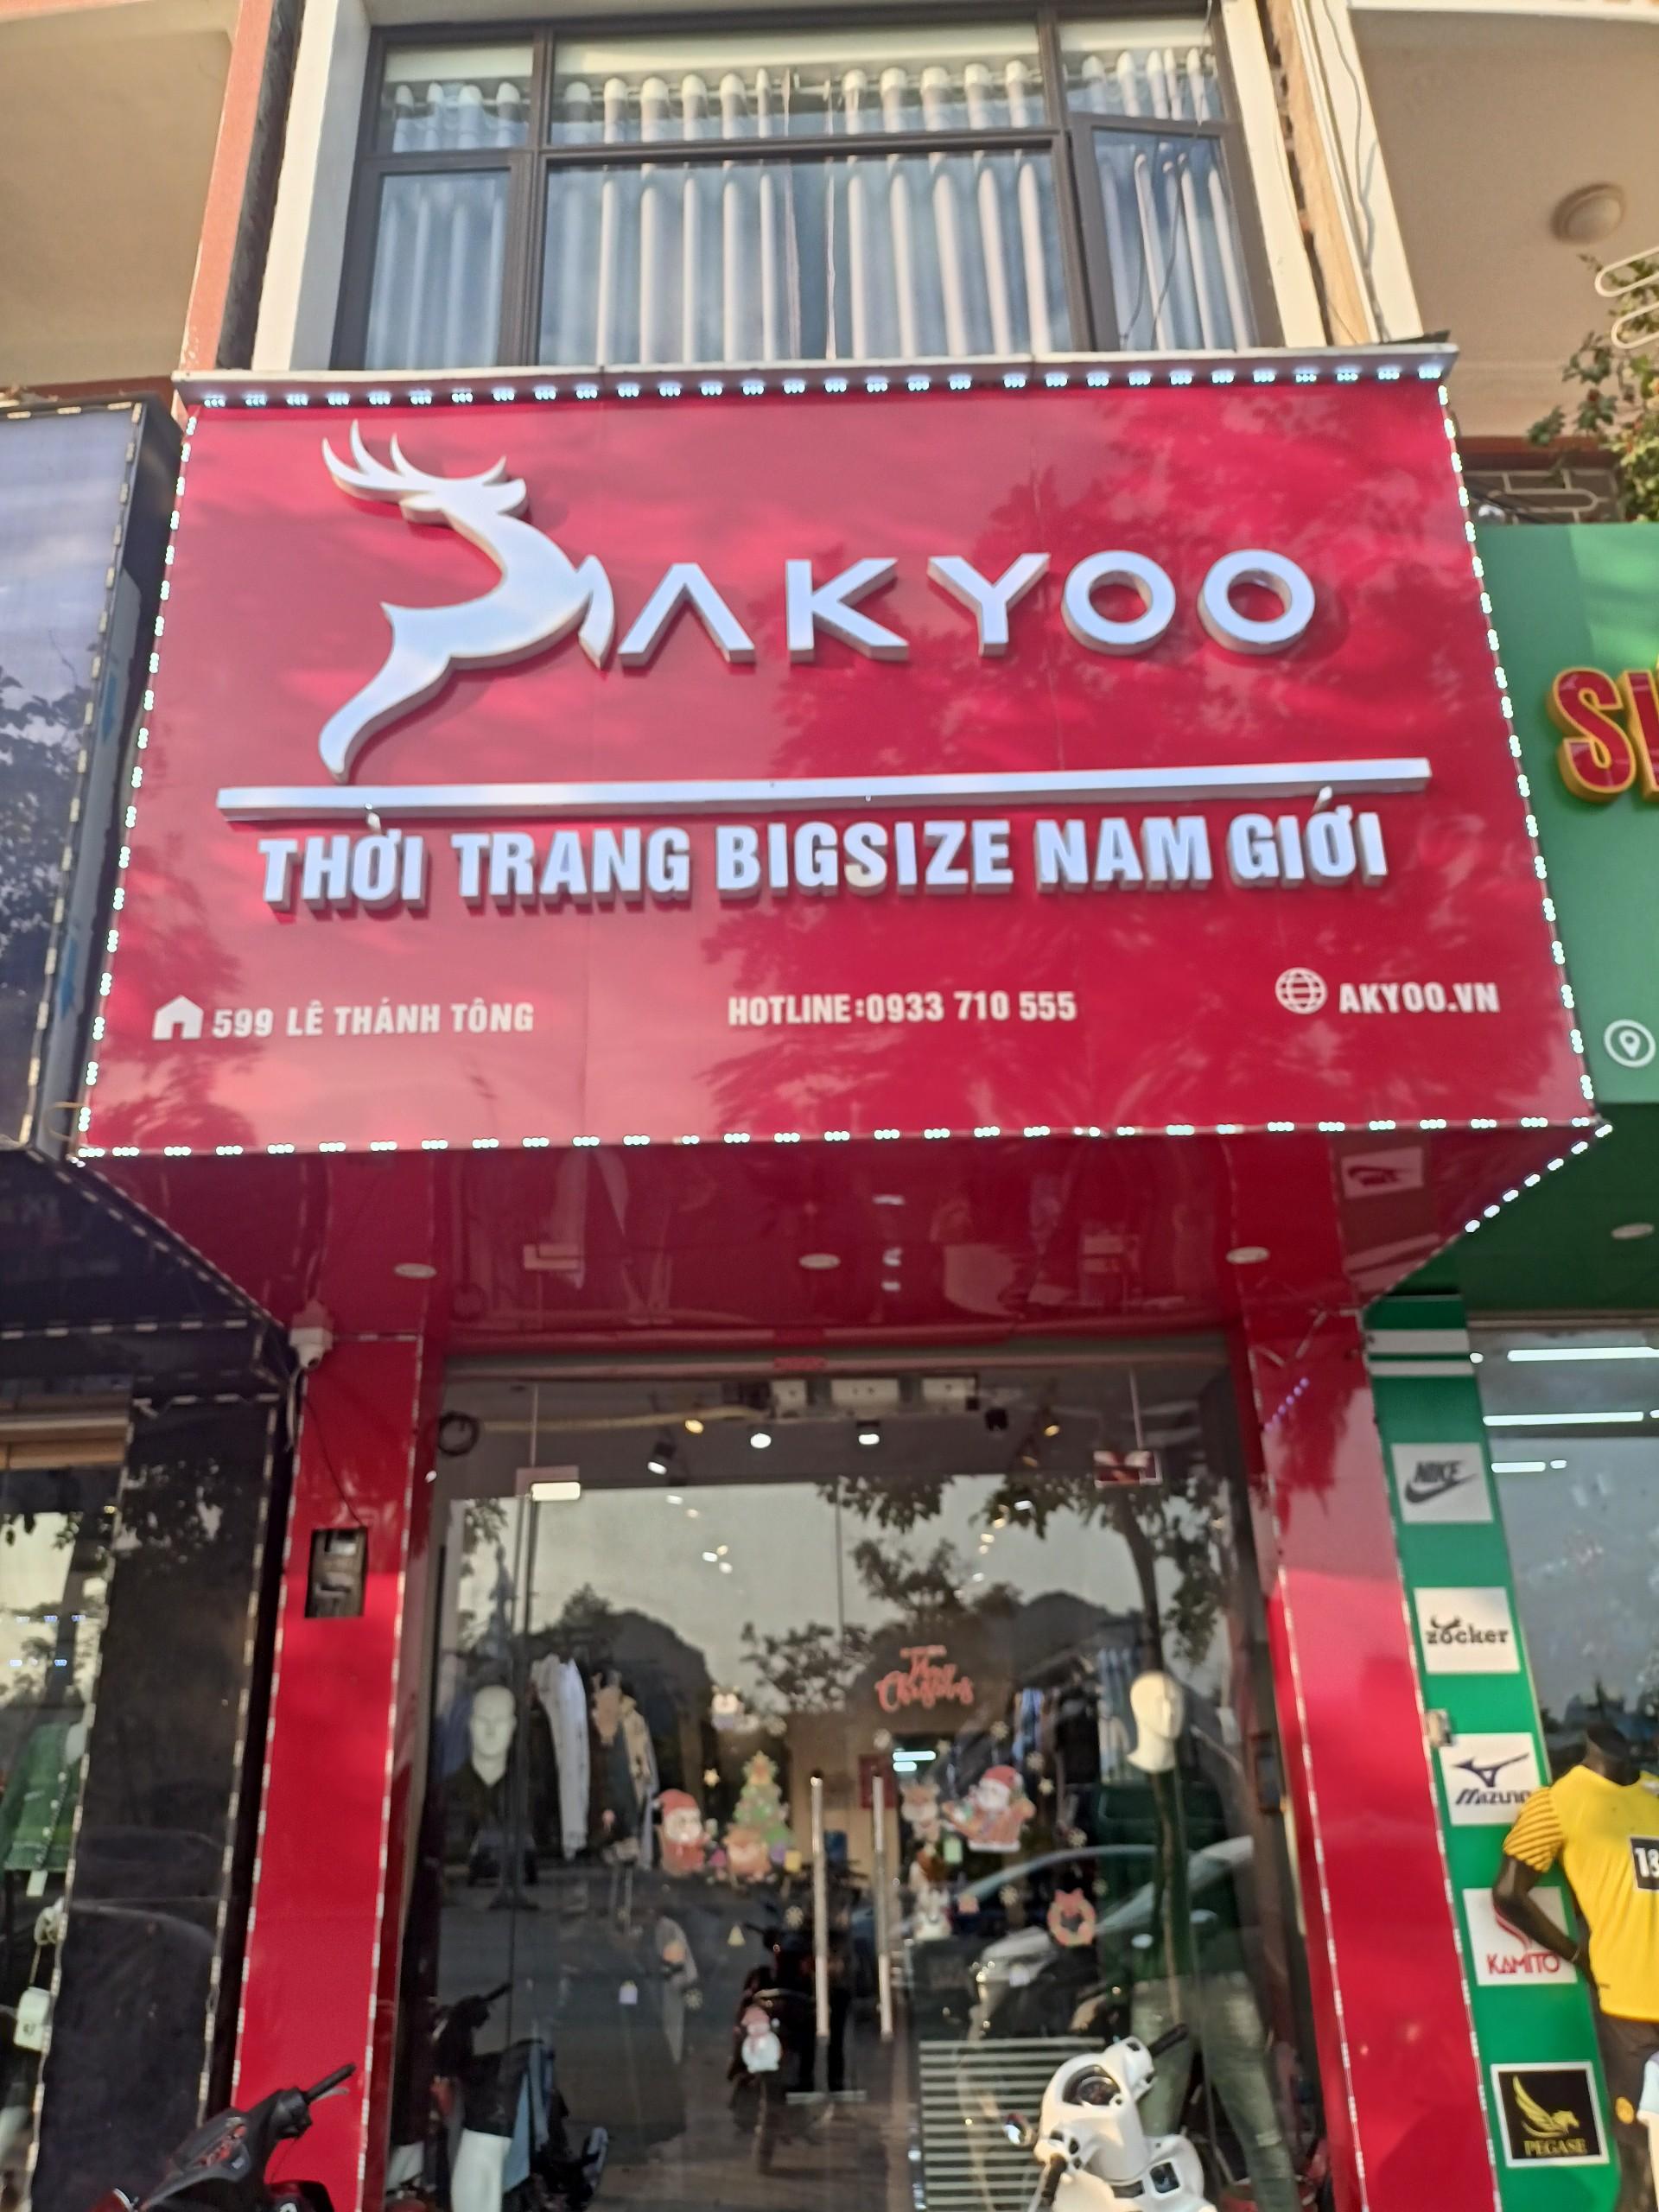 AKYOO
THỜI TRANG BIGSIZE NAM GIỚI
599 LÊ THÁNH TÔNG
HOTLINE:0933 710 555
AKYOO.VN
NIKE
zocker
MIZUNO
KAMITO
PEGASE
Christmas